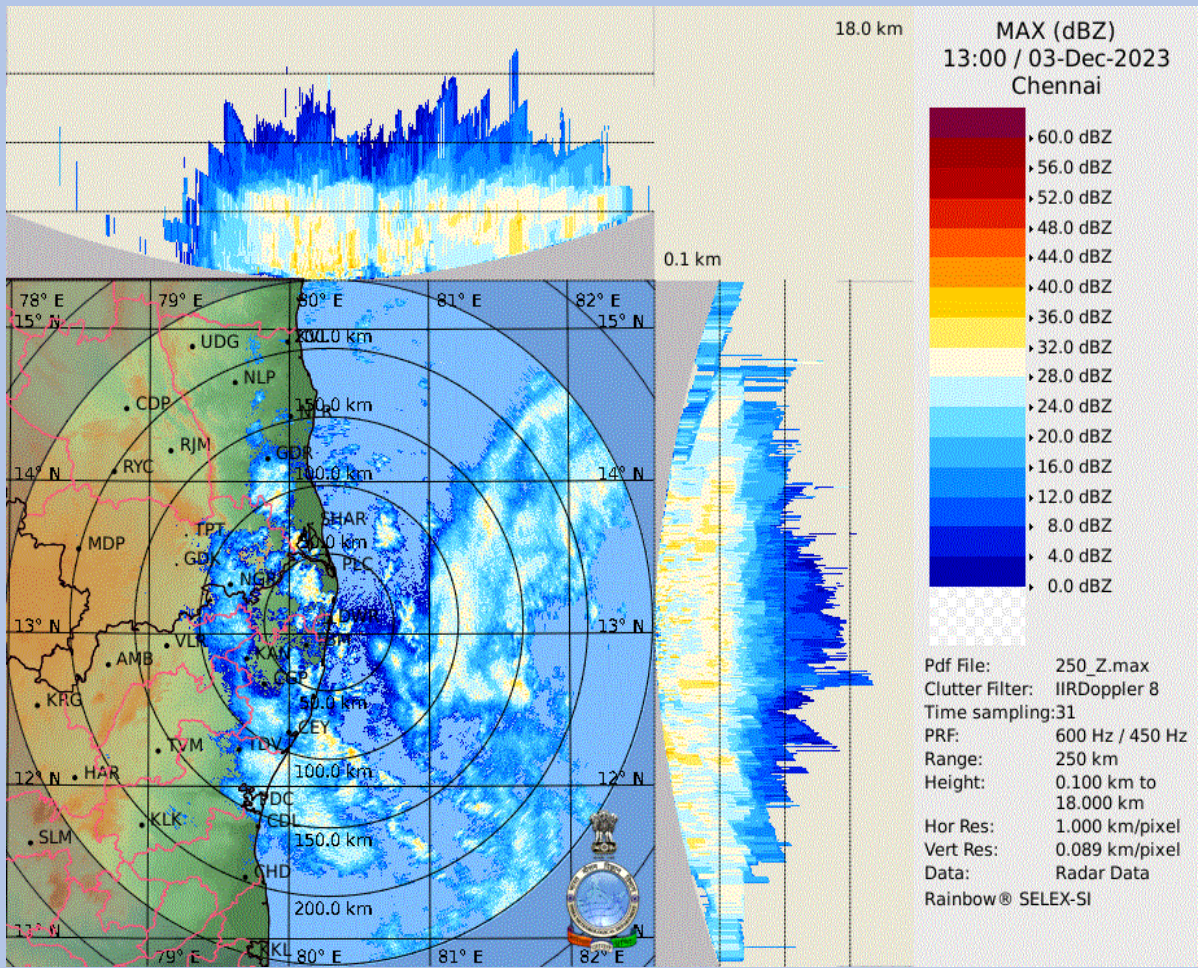 18.0 km
0.1 km
MAX (dBZ)
13:00 / 03-Dec-2023
Chennai
60.0 dBZ
56.0 dBZ
52.0 dBZ
48.0 dBZ
44.0 dBZ
40.0 dBZ
36.0 dBZ
32.0 dBZ
28.0 dBZ
24.0 dBZ
20.0 dBZ
16.0 dBZ
12.0 dBZ
8.0 dBZ
4.0 dBZ
0.0 dBZ
Pdf File: 250_Z.max
Clutter Filter: IIRDoppler 8
Time sampling:31
PRF: 600 Hz / 450 Hz
Range: 250 km
Height: 0.100 km to
18.000 km
Hor Res: 1.000 km/pixel
Vert Res: 0.089 km/pixel
Data: Radar Data
Rainbow® SELEX-SI
78° E 79° E 80° E 81° E 82° E
15° N 15° N
UDG
NLP
CDP
150.0 km
RJM
GDR
RYC
100.0 km
14° N 14° N
SHAR
TPT
MDP
GDK
PLC
NGR
13° N 13° N
AMB
KAN
CGP
KRG
50.0 km
CEY
TVM
TDV
100.0 km
HAR
12° N 12° N
PDC
CDL
KLK
SLM
150.0 km
CHD
200.0 km
11° N
KKL
79° E 80° E 81° E 82° E